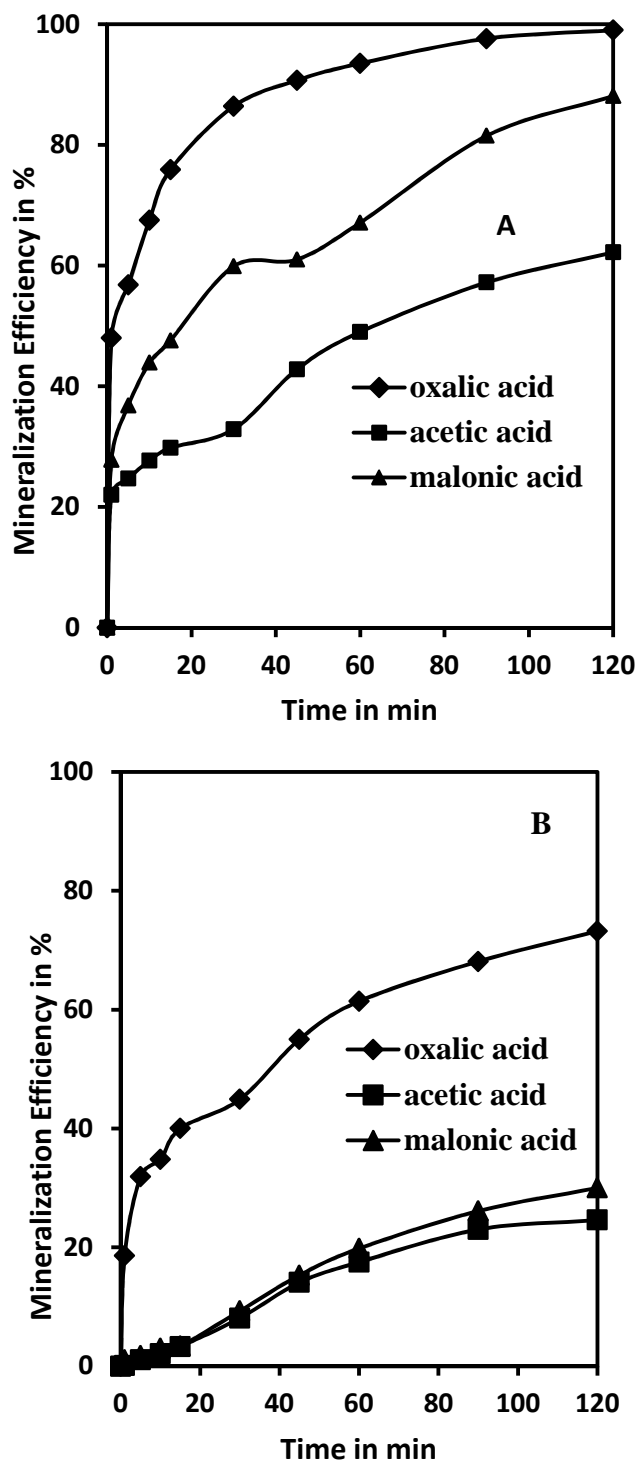 100
80
60
40
20
0
Mineralization Efficiency in %
A
oxalic acid
acetic acid
malonic acid
0 20 40 60 80 100 120
Time in min
100
80
60
40
20
0
Mineralization Efficiency in %
B
oxalic acid
acetic acid
malonic acid
0 20 40 60 80 100 120
Time in min